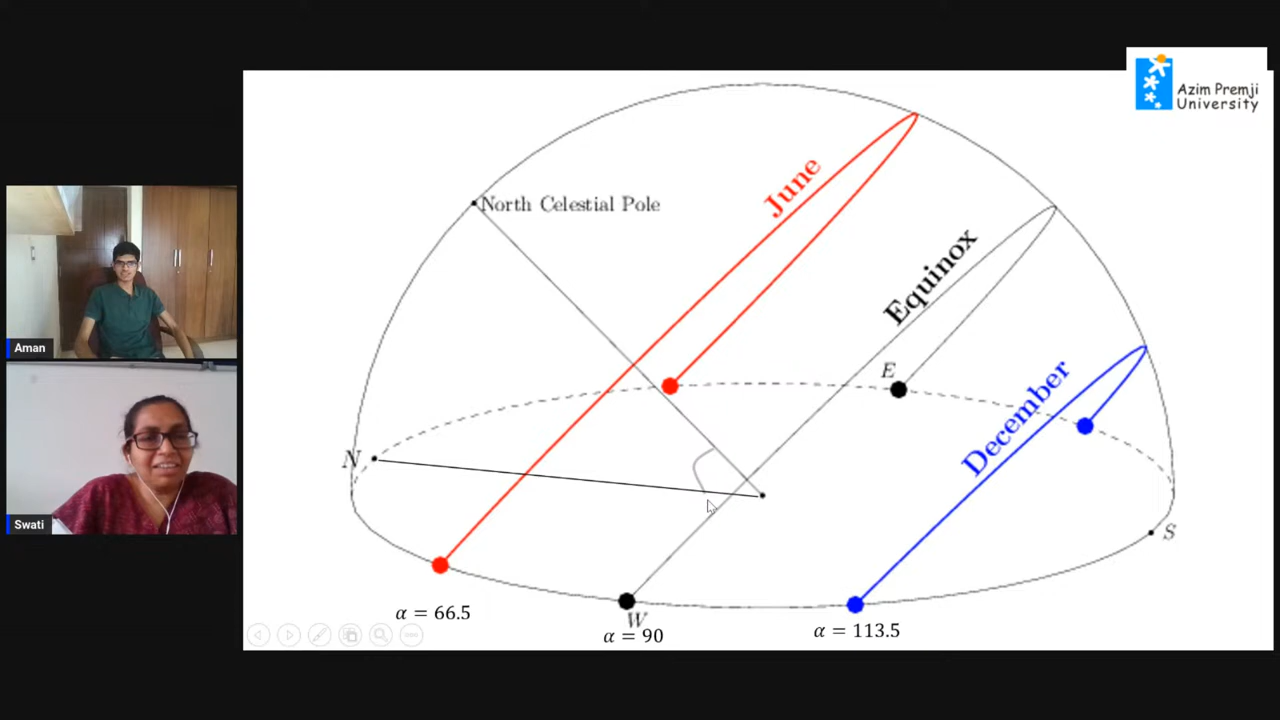 Azim Premji
University
June
North Celestial Pole
Equinox
Aman
E
December
N
Swati
S
α = 66.5
W
α = 90
α = 113.5